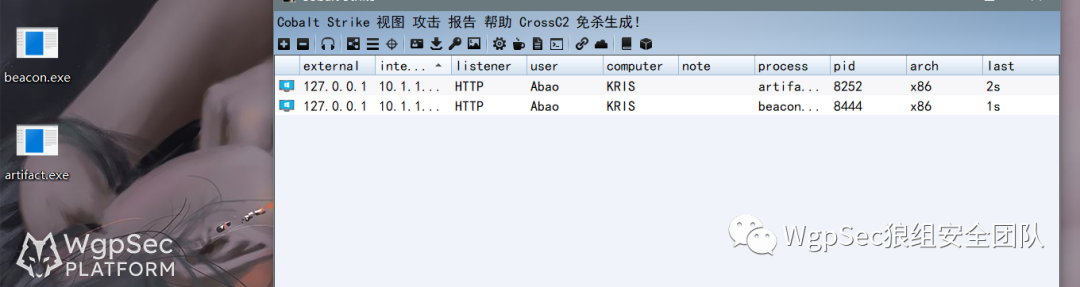 Cobalt Strike
Cobalt Strike 视图 攻击 报告 帮助 CrossC2 免杀生成!
external inte... listener user computer note process pid arch last
127.0.0.1 10.1.1... HTTP Abao KRIS artifa... 8252 x86 2s
127.0.0.1 10.1.1... HTTP Abao KRIS beacon... 8444 x86 1s
beacon.exe
artifact.exe
WgpSec
PLATFORM
WgpSec狼组安全团队